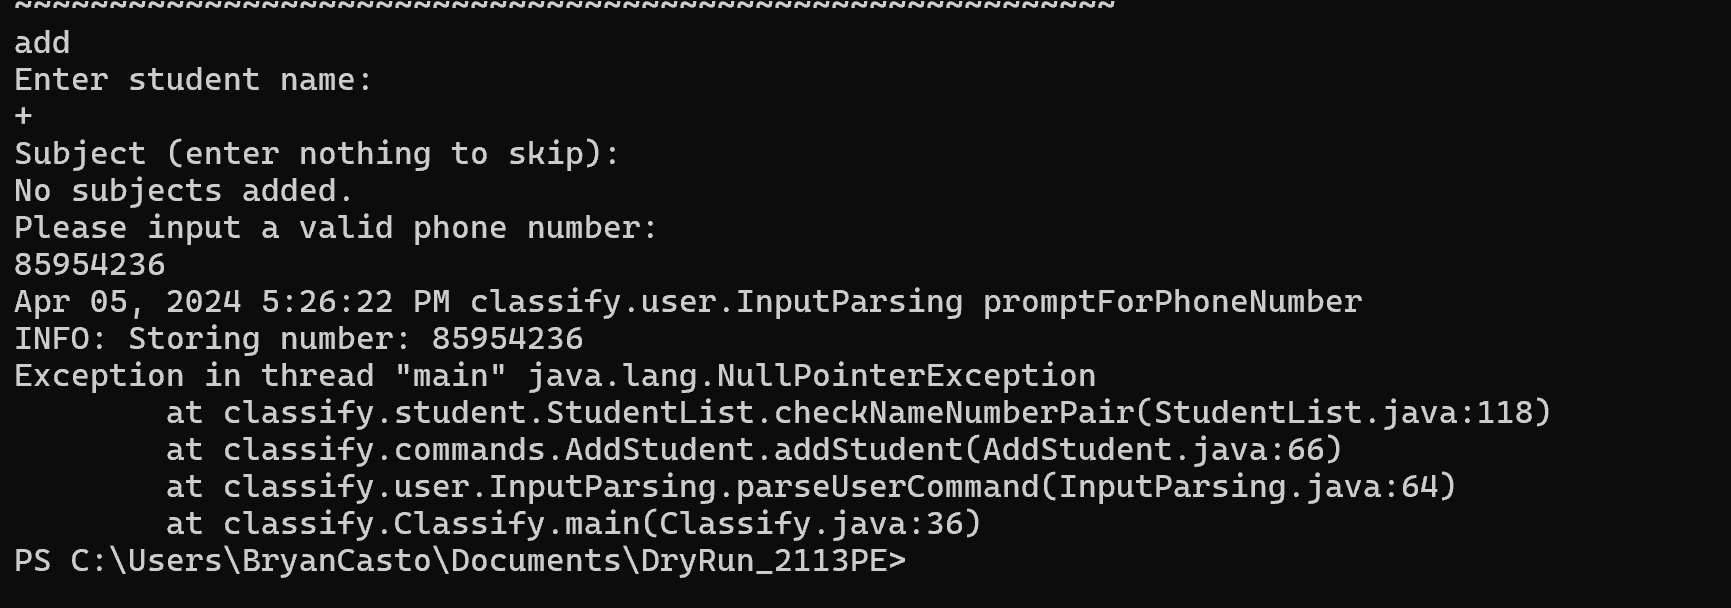 add
Enter student name:
+
Subject (enter nothing to skip):
No subjects added.
Please input a valid phone number:
85954236
Apr 05, 2024 5:26:22 PM classify.user.InputParsing promptForPhoneNumber
INFO: Storing number: 85954236
Exception in thread "main" java.lang.NullPointerException
        at classify.student.StudentList.checkNameNumberPair(StudentList.java:118)
        at classify.commands.AddStudent.addStudent(AddStudent.java:66)
        at classify.user.InputParsing.parseUserCommand(InputParsing.java:64)
        at classify.Classify.main(Classify.java:36)
PS C:\Users\BryanCasto\Documents\DryRun_2113PE>